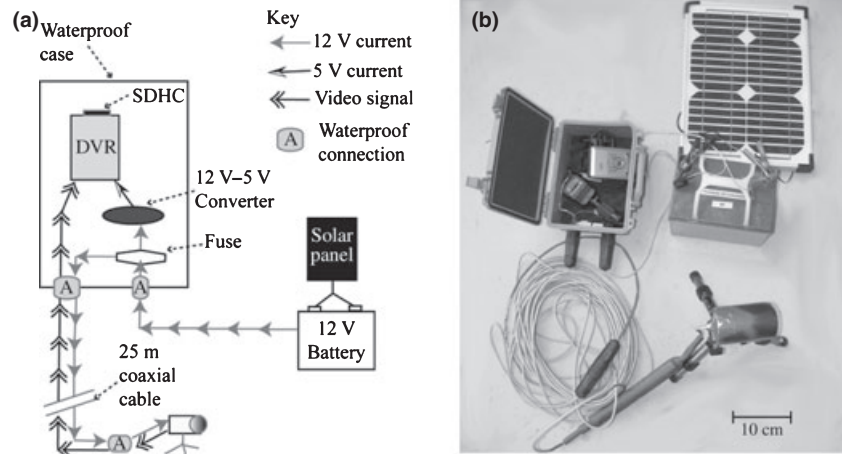 (a)
Waterproof
case
SDHC
DVR
12 V–5 V
Converter
Fuse
A
A
Solar
panel
12 V
Battery
25 m
coaxial
cable
A
Key
12 V current
5 V current
Video signal
A
Waterproof
connection
(b)
10 cm